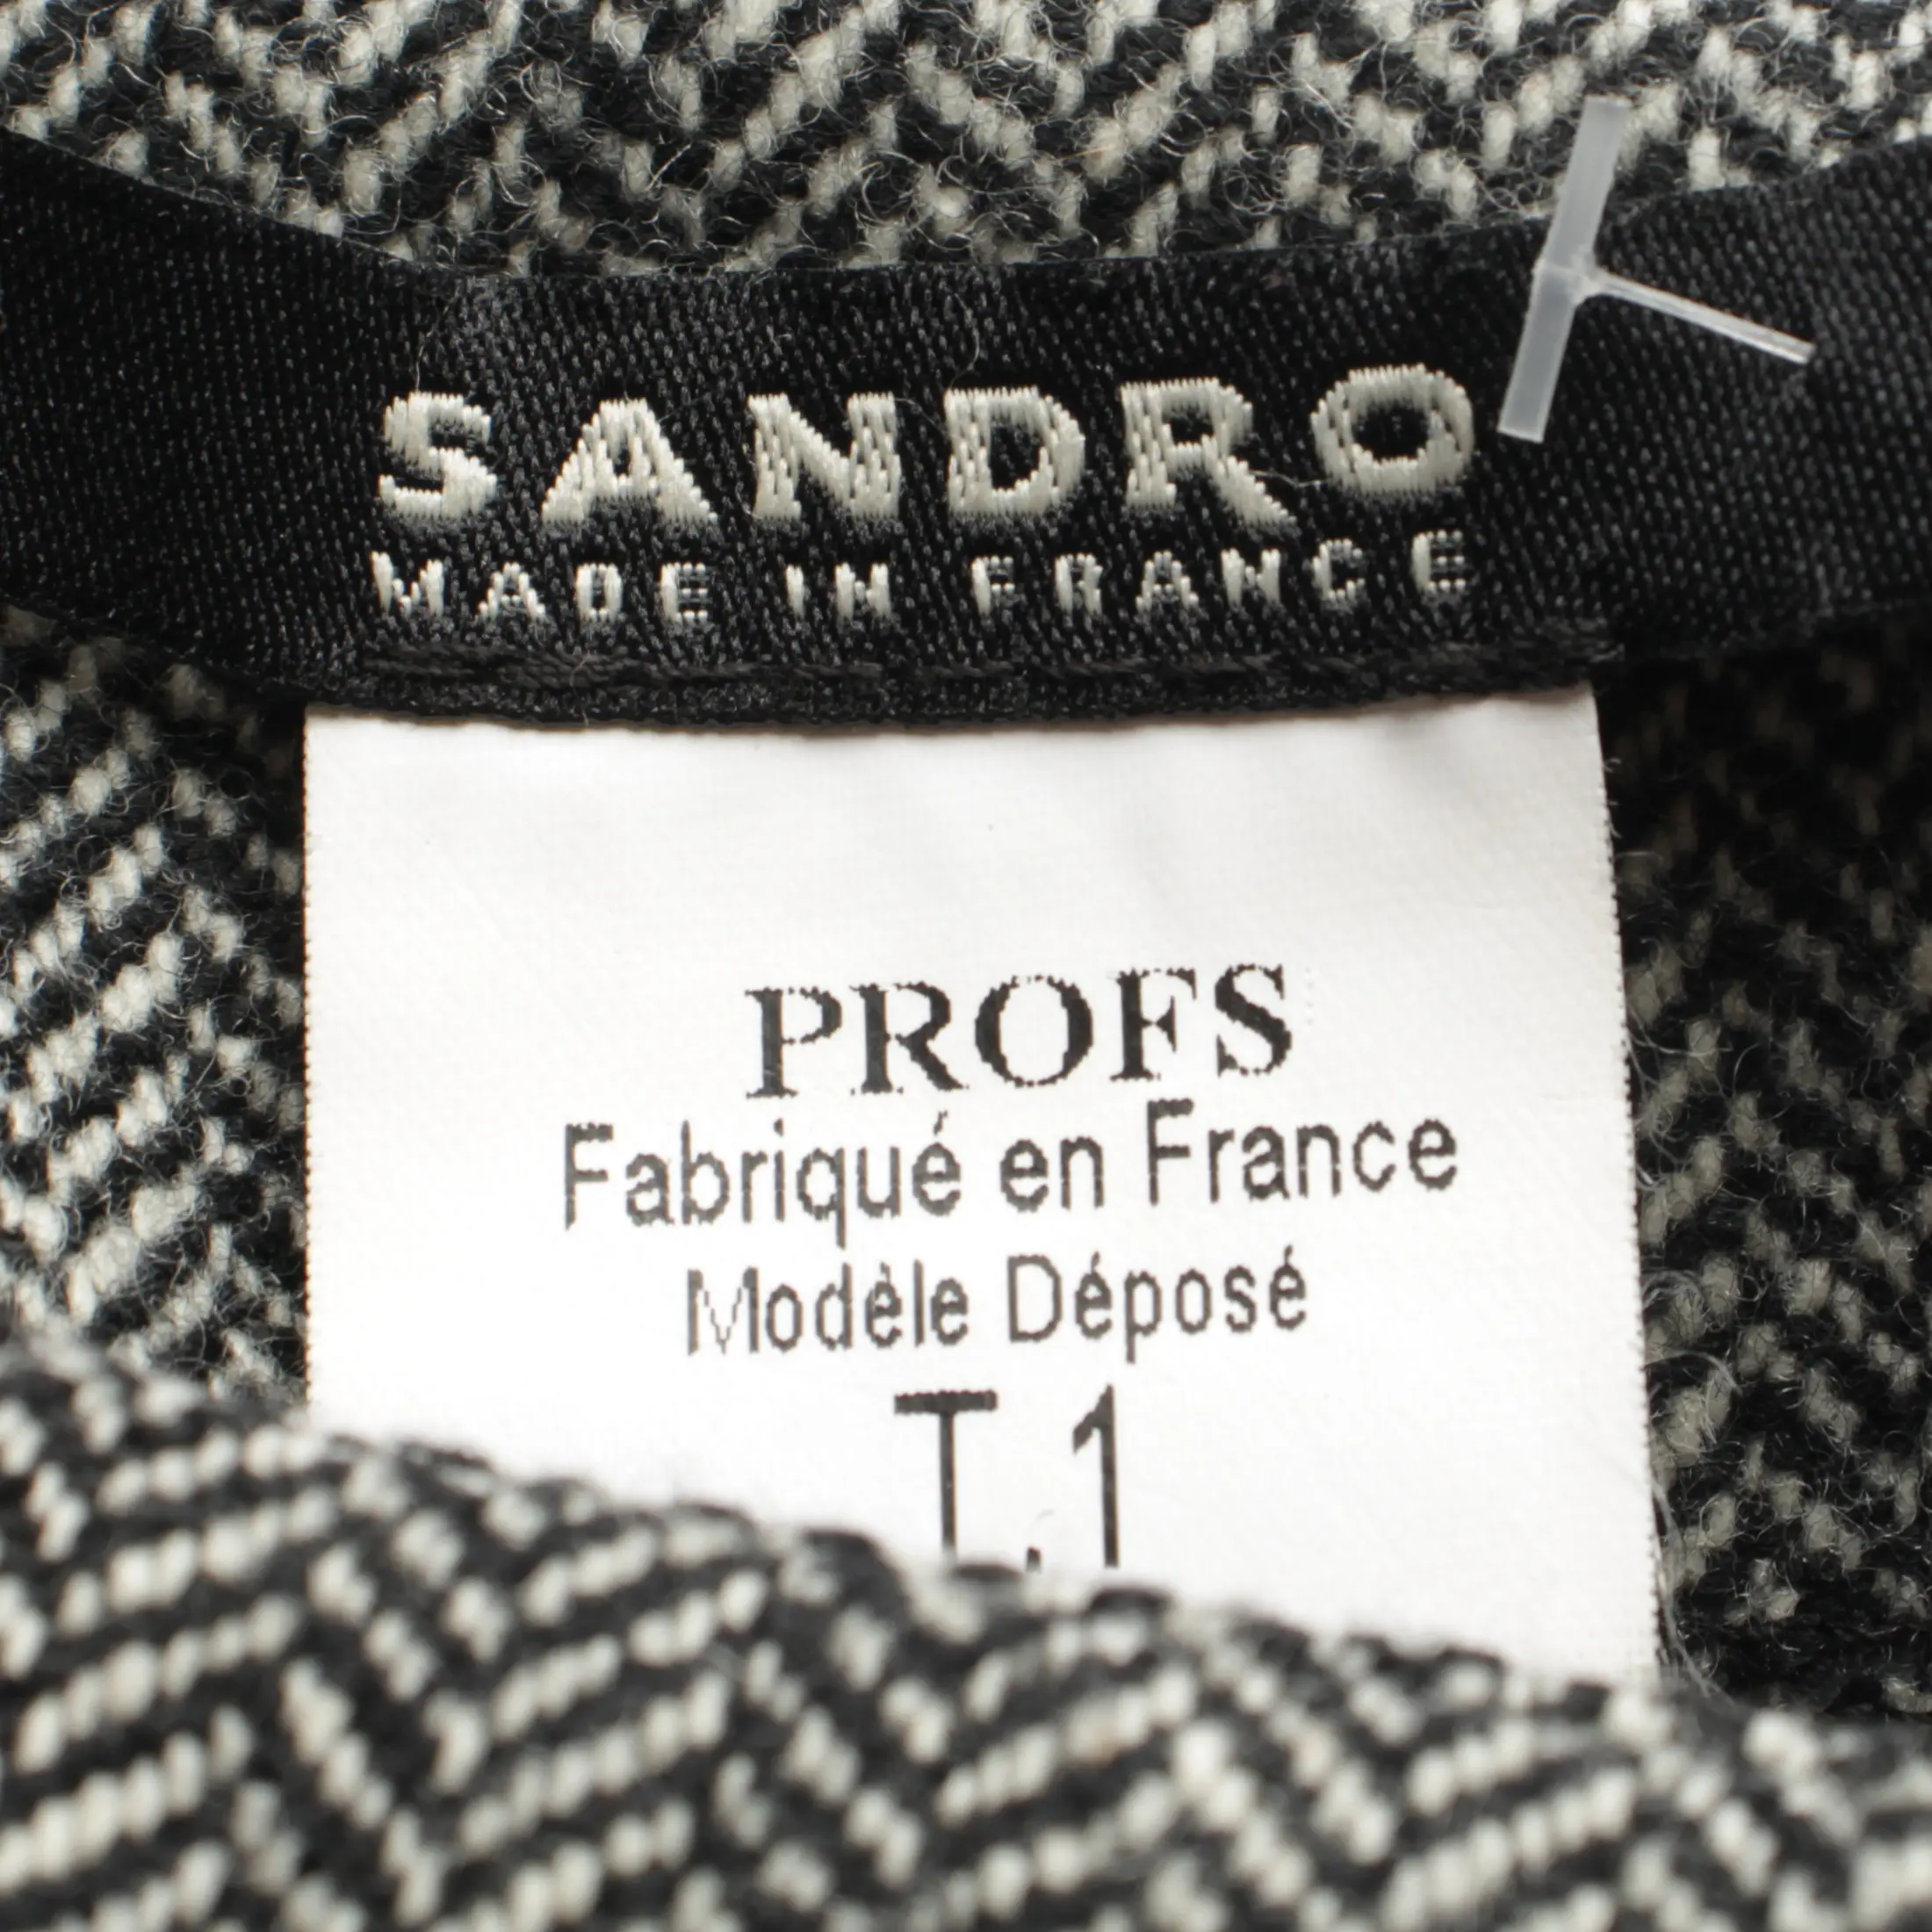 SANDRO
MADE IN FRANCE
PROFS
Fabriqué en France
Modèle Déposé
T.1